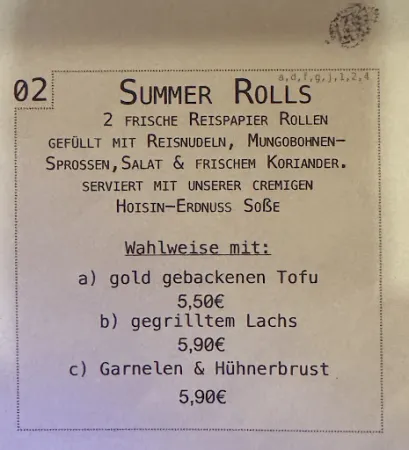 02
a,d,f,g,j,1,2,4
SUMMER ROLLS
2 FRISCHE REISPAPIER ROLLEN
GEFÜLLT MIT REISNUDELN, MUNGOBOHNEN-
SPROSSEN,SALAT & FRISCHEM KORIANDER.
SERVIERT MIT UNSERER CREMIGEN
HOISIN-ERDNUSS SOßE
Wahlweise mit:
a) gold gebackenen Tofu
5,50€
b) gegrilltem Lachs
5,90€
c) Garnelen & Hühnerbrust
5,90€